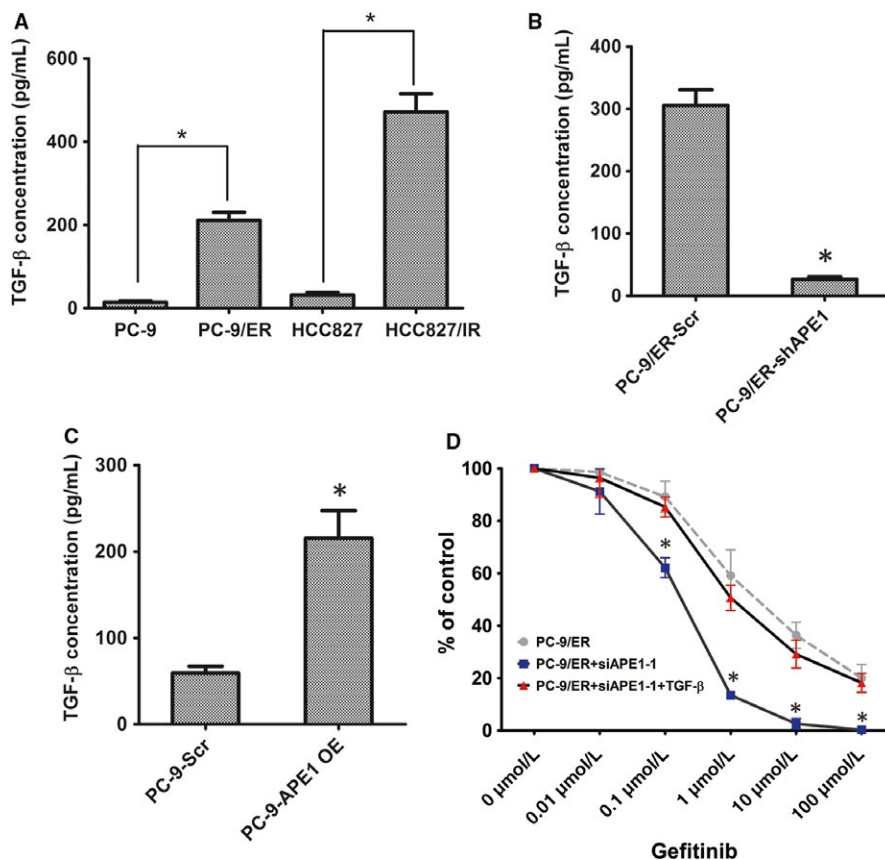 A
TGF-β concentration (pg/mL)
600
400
200
0
*
*
PC-9
PC-9/ER
HCC827
HCC827/IR
B
TGF-β concentration (pg/mL)
400
300
200
100
0
*
PC-9/ER-Scr
PC-9/ER-shAPE1
C
TGF-β concentration (pg/mL)
300
200
100
0
*
PC-9-Scr
PC-9-APE1 OE
D
% of control
100
80
60
40
20
0
*
*
*
*
PC-9/ER
PC-9/ER+siAPE1-1
PC-9/ER+siAPE1-1+TGF-β
0 µmol/L
0.01 µmol/L
0.1 µmol/L
1 µmol/L
10 µmol/L
100 µmol/L
Gefitinib